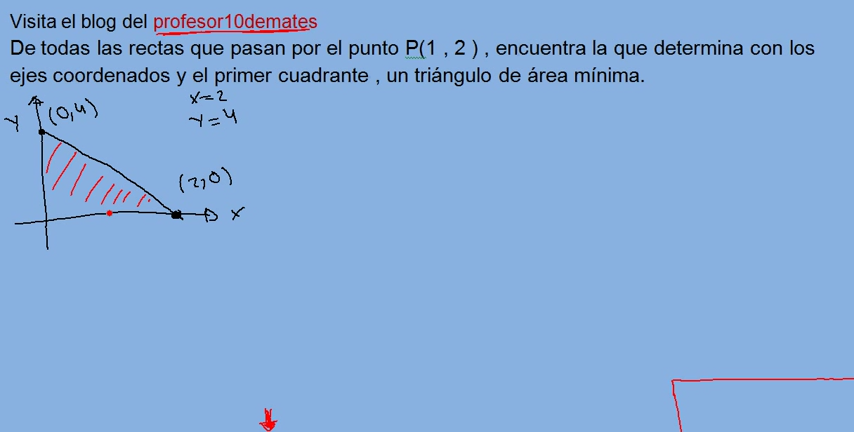 Visita el blog del profesor10demates
De todas las rectas que pasan por el punto P(1 , 2 ) , encuentra la que determina con los
ejes coordenados y el primer cuadrante , un triángulo de área mínima.
x=2
Y (0,4)
Y=4
(2,0)
x